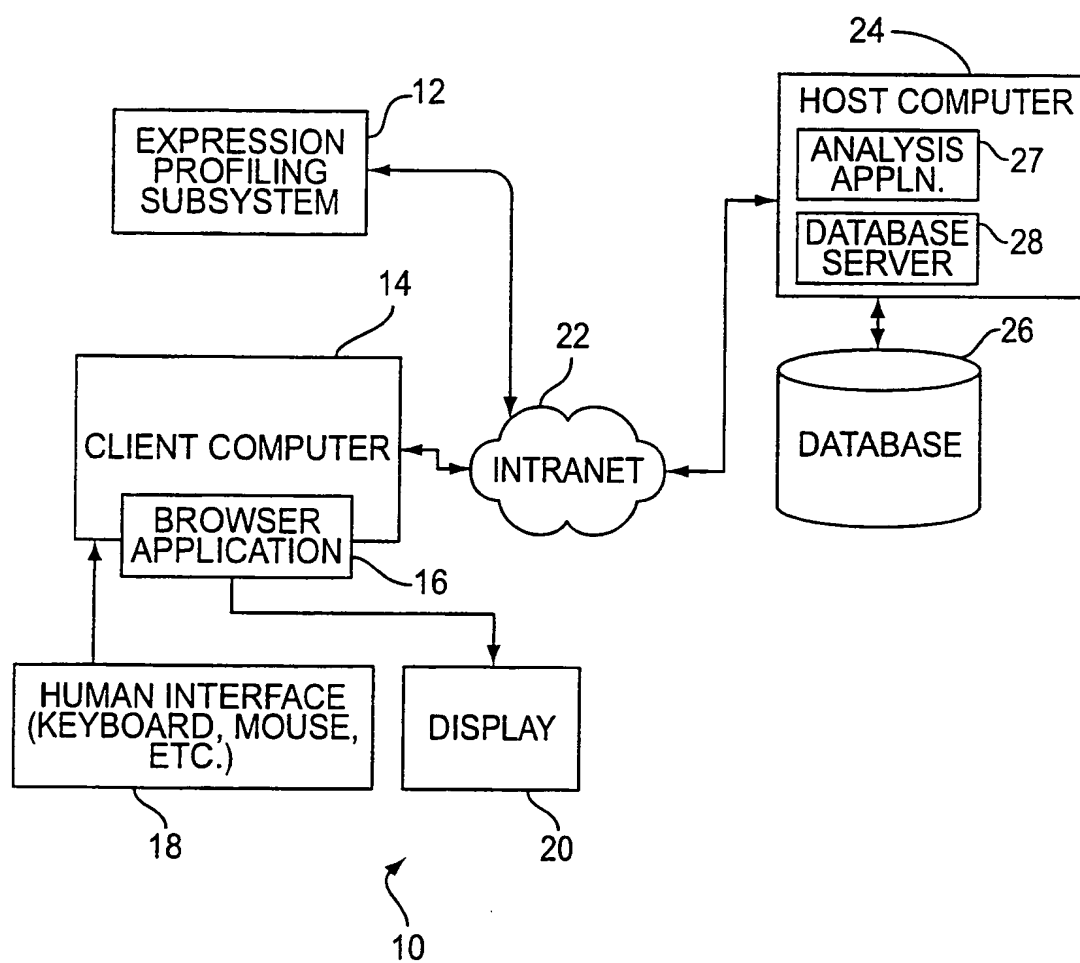 24
HOST COMPUTER
ANALYSIS
APPLN.
27
DATABASE
SERVER
28
12
EXPRESSION
PROFILING
SUBSYSTEM
14
CLIENT COMPUTER
BROWSER
APPLICATION
16
22
INTRANET
26
DATABASE
HUMAN INTERFACE
(KEYBOARD, MOUSE,
ETC.)
18
DISPLAY
20
10